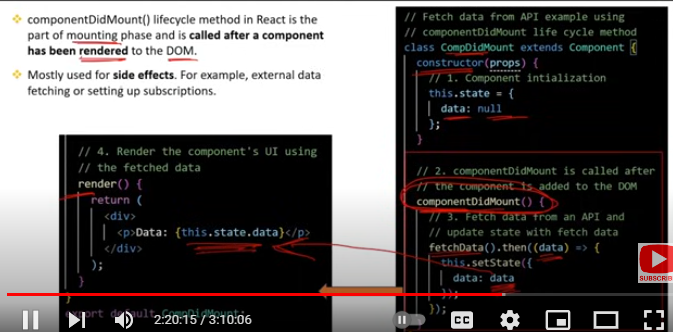 componentDidMount() lifecycle method in React is the
part of mounting phase and is called after a component
has been rendered to the DOM.
Mostly used for side effects. For example, external data
fetching or setting up subscriptions.
// 4. Render the component's UI using
// the fetched data
render() {
return (
<div>
<p>Data: {this.state.data}</p>
</div>
);
}
}
export default CompDidMount;
// Fetch data from API example using
// componentDidMount life cycle method
class CompDidMount extends Component {
constructor(props) {
// 1. Component intialization
this.state = {
data: null
};
}
// 2. componentDidMount is called after
// the component is added to the DOM
componentDidMount() {
// 3. Fetch data from an API and
// update state with fetch data
fetchData().then((data) => {
this.setState({
data: data
});
});
SUBSCRIBE
2:20:15 / 3:10:06
CC